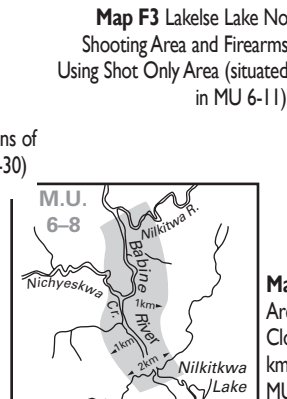 Map F3 Lakelse Lake No
Shooting Area and Firearms
Using Shot Only Area (situated
in MU 6-11)
ns of
-30)
M.U.
6–8
Nilkitwa R.
Babine River
Nichyeskwa Cr.
1km
1km
2km
Nilkitkwa
Lake
Ma
Are
Clo
km
MU